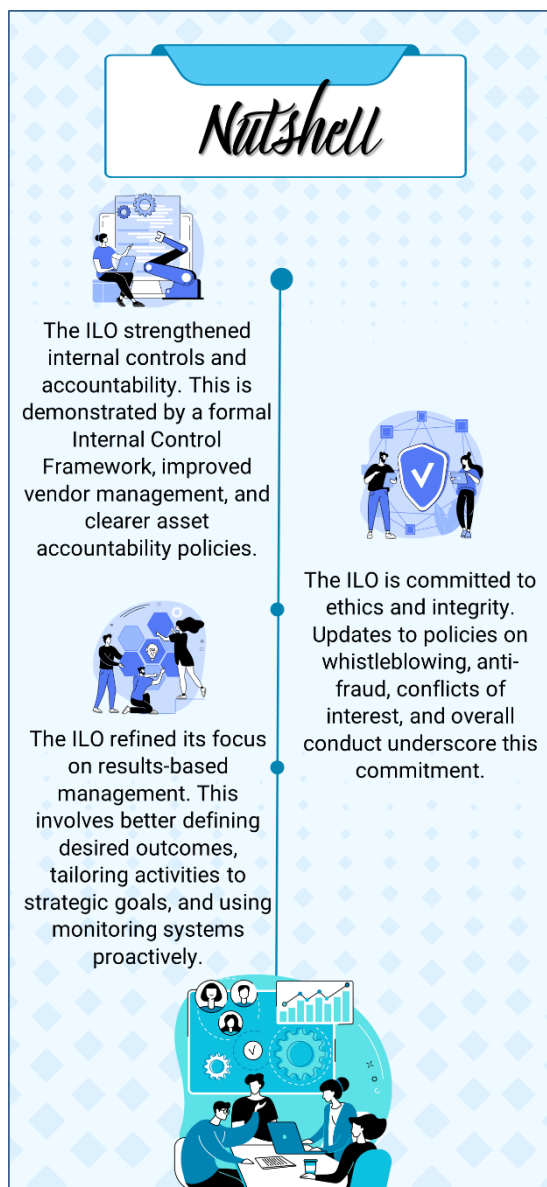 Nutshell
The ILO strengthened
internal controls and
accountability. This is
demonstrated by a formal
Internal Control
Framework, improved
vendor management, and
clearer asset
accountability policies.
The ILO is committed to
ethics and integrity.
Updates to policies on
whistleblowing, anti-
fraud, conflicts of
interest, and overall
conduct underscore this
commitment.
The ILO refined its focus
on results-based
management. This
involves better defining
desired outcomes,
tailoring activities to
strategic goals, and using
monitoring systems
proactively.